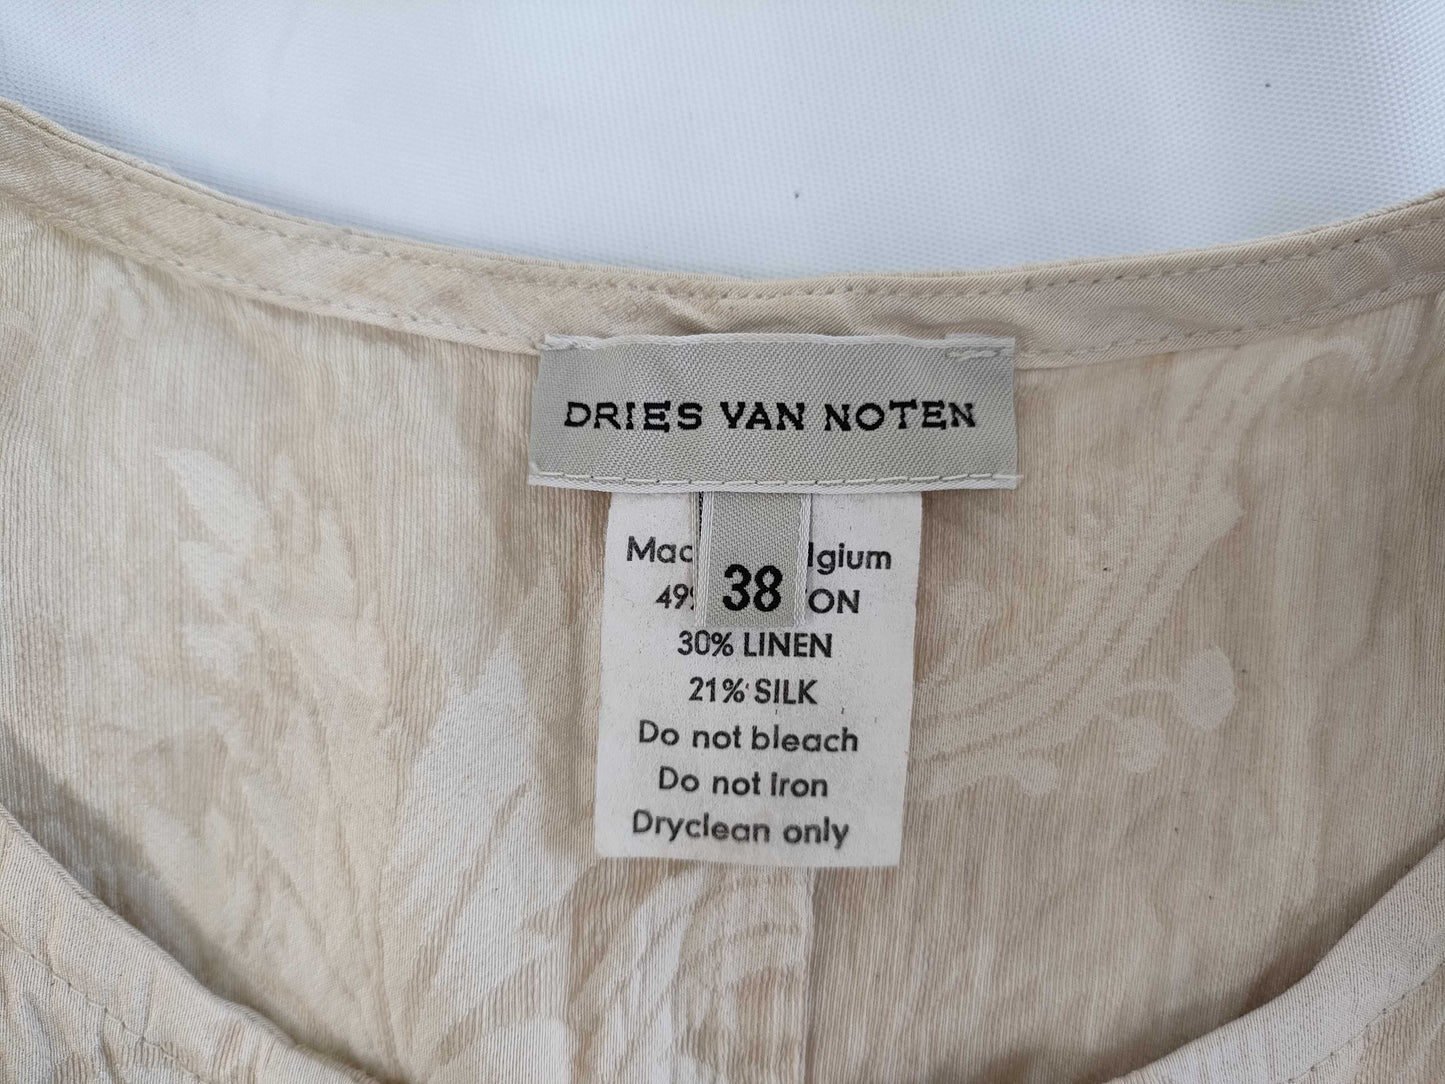 DRIES VAN NOTEN
38
30% LINEN
21% SILK
Do not bleach
Do not Iron
Dryclean only